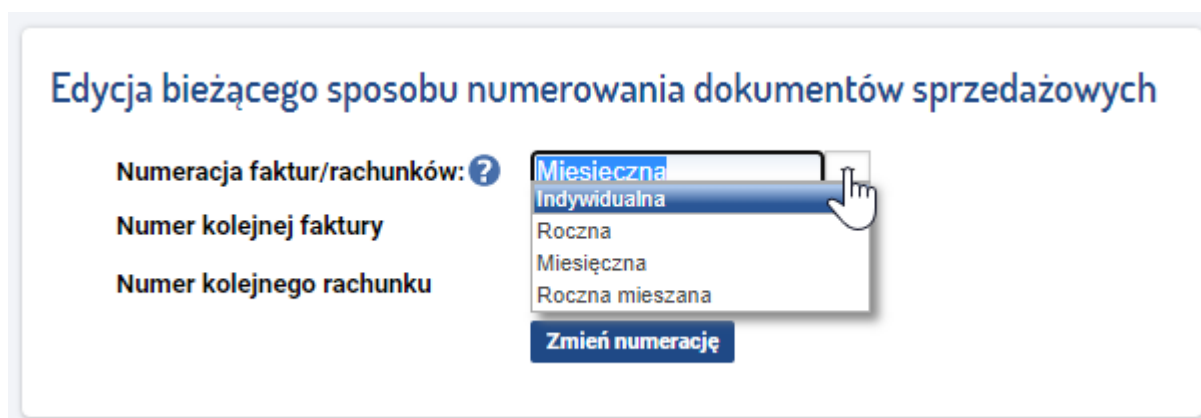 Edycja bieżącego sposobu numerowania dokumentów sprzedażowych
Numeracja faktur/rachunków: ?
Miesięczna
Indywidualna
Numer kolejnej faktury
Roczna
Miesięczna
Numer kolejnego rachunku
Roczna mieszana
Zmień numerację